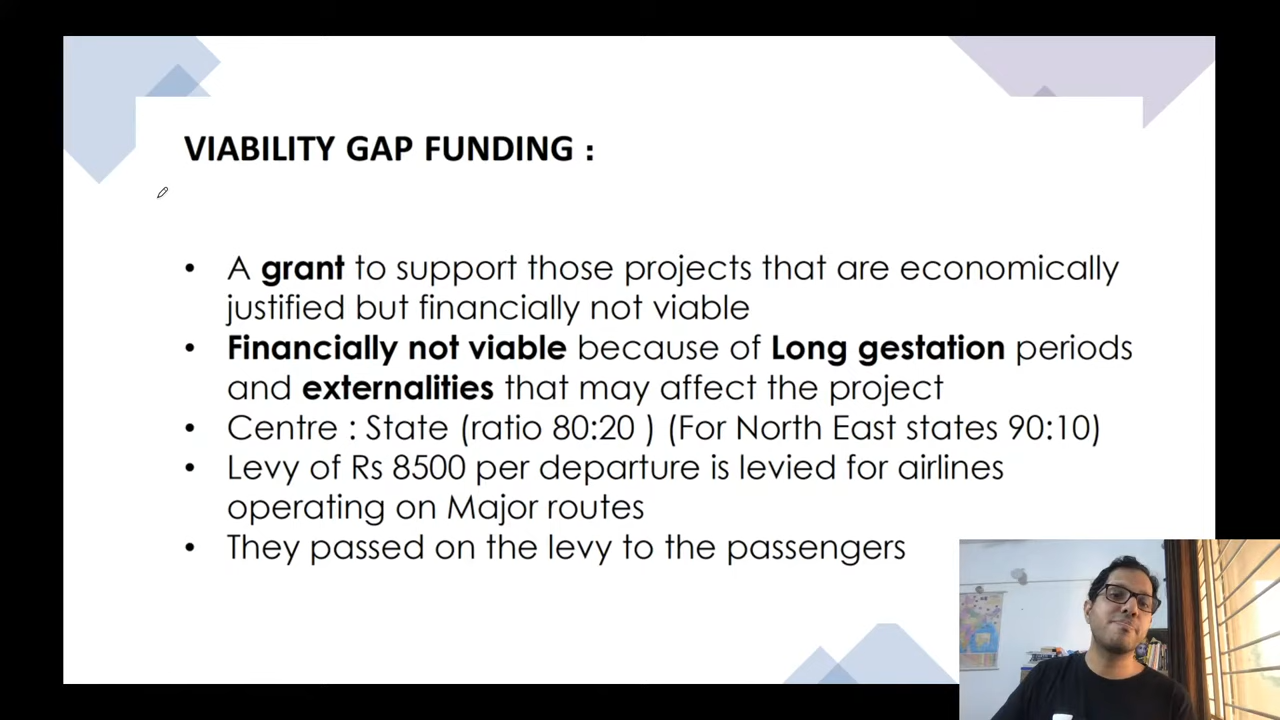 VIABILITY GAP FUNDING :
• A grant to support those projects that are economically
justified but financially not viable
• Financially not viable because of Long gestation periods
and externalities that may affect the project
• Centre : State (ratio 80:20 ) (For North East states 90:10)
• Levy of Rs 8500 per departure is levied for airlines
operating on Major routes
• They passed on the levy to the passengers